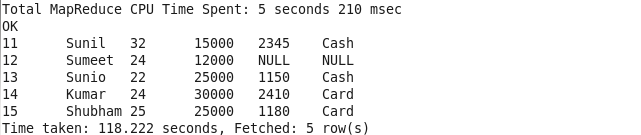 Total MapReduce CPU Time Spent: 5 seconds 210 msec
OK
11 Sunil 32 15000 2345 Cash
12 Sumeet 24 12000 NULL NULL
13 Sunio 22 25000 1150 Cash
14 Kumar 24 30000 2410 Card
15 Shubham 25 25000 1180 Card
Time taken: 118.222 seconds, Fetched: 5 row(s)